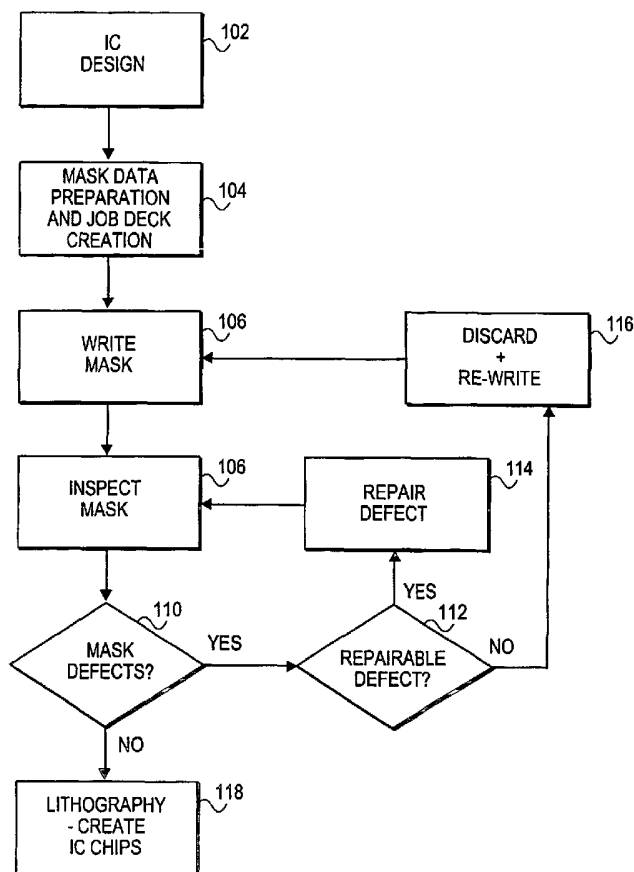 IC
DESIGN
102
MASK DATA
PREPARATION
AND JOB DECK
CREATION
104
WRITE
MASK
106
DISCARD
+
RE-WRITE
116
INSPECT
MASK
106
REPAIR
DEFECT
114
MASK
DEFECTS?
110
YES
REPAIRABLE
DEFECT?
112
YES
NO
NO
LITHOGRAPHY
- CREATE
IC CHIPS
118